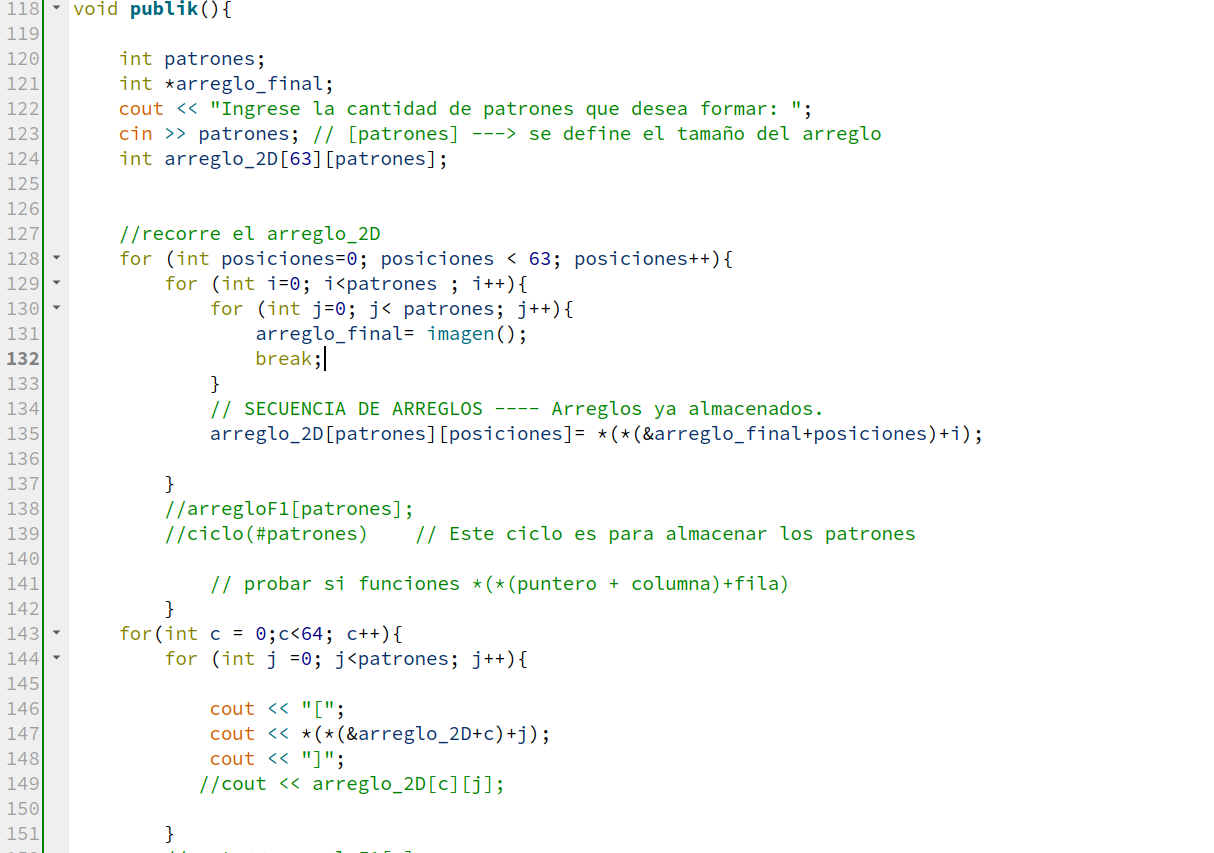 118 void publik(){
119
120 int patrones;
121 int *arreglo_final;
122 cout << "Ingrese la cantidad de patrones que desea formar: ";
123 cin >> patrones; // [patrones] ---> se define el tamaño del arreglo
124 int arreglo_2D[63][patrones];
125
126
127 //recorre el arreglo_2D
128 for (int posiciones=0; posiciones < 63; posiciones++){
129 for (int i=0; i<patrones ; i++){
130 for (int j=0; j< patrones; j++){
131 arreglo_final= imagen();
132 break;
133 }
134 // SECUENCIA DE ARREGLOS ---- Arreglos ya almacenados.
135 arreglo_2D[patrones][posiciones]= *(*(&arreglo_final+posiciones)+i);
136
137 }
138 //arregloF1[patrones];
139 //ciclo(#patrones) // Este ciclo es para almacenar los patrones
140
141 // probar si funciones *(*(puntero + columna)+fila)
142 }
143 for(int c = 0;c<64; c++){
144 for (int j =0; j<patrones; j++){
145
146 cout << "[";
147 cout << *(*(&arreglo_2D+c)+j);
148 cout << "]";
149 //cout << arreglo_2D[c][j];
150
151 }